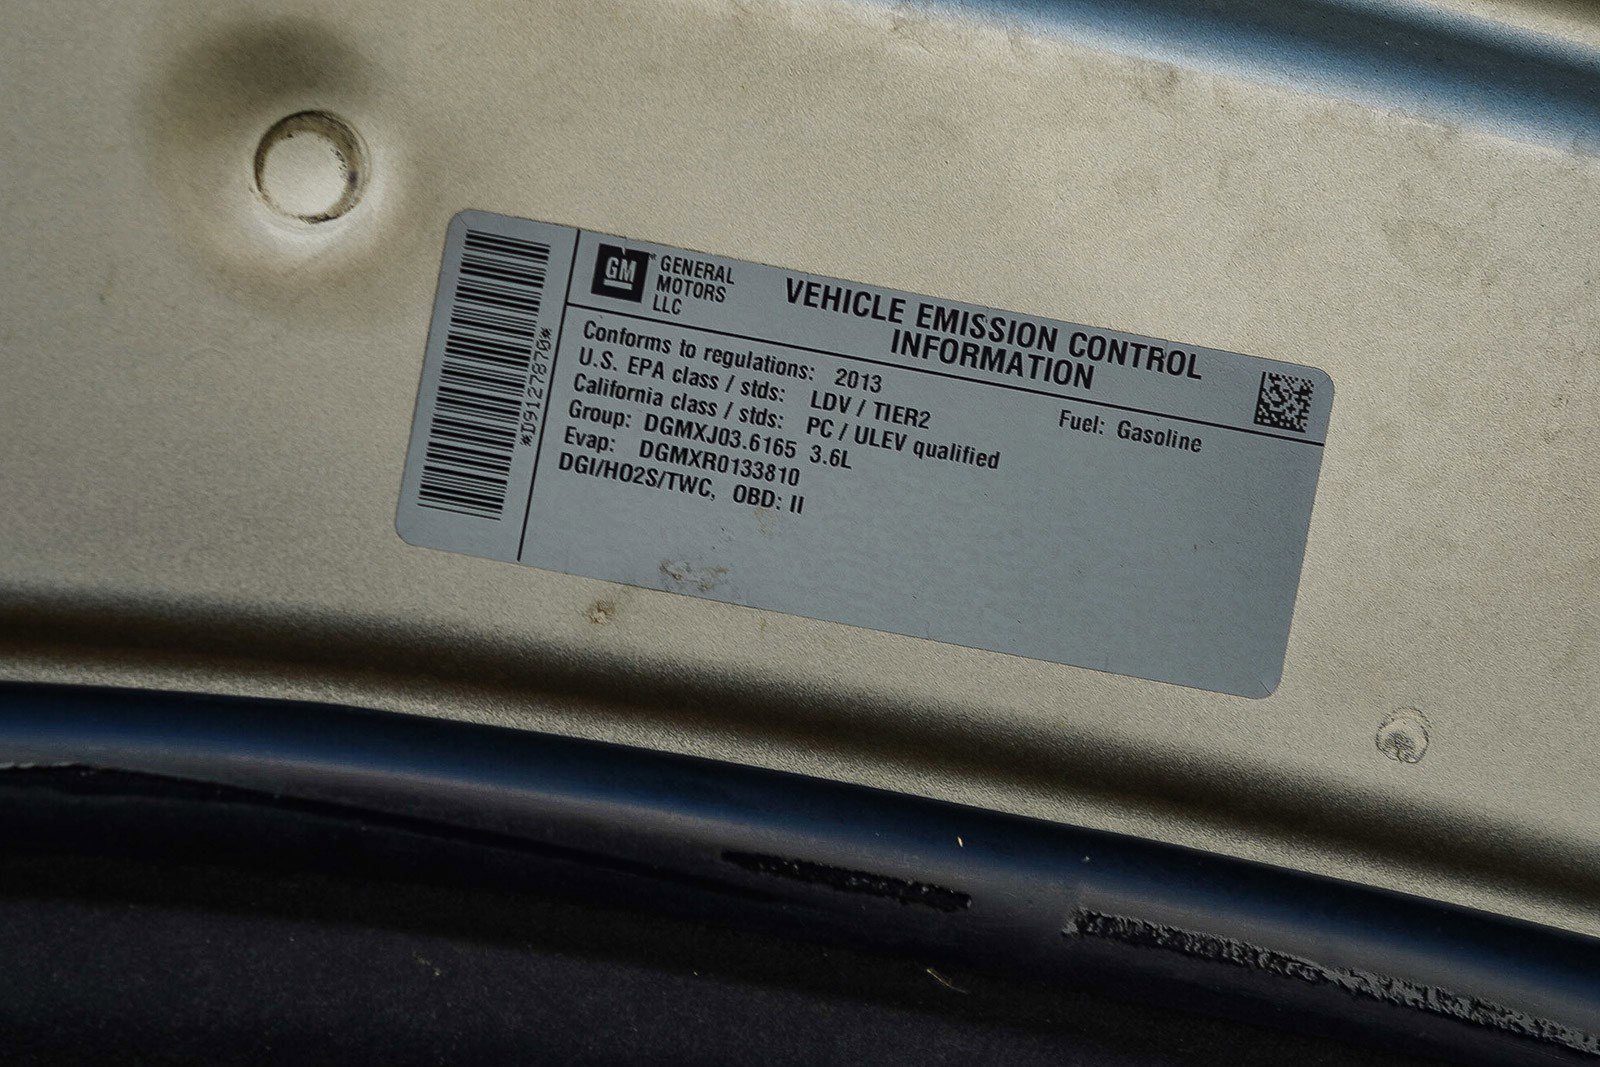 *D9127870*
GM
GENERAL
MOTORS
LLC
VEHICLE EMISSION CONTROL
INFORMATION
Conforms to regulations: 2013
U.S. EPA class / stds: LDV / TIER2
Fuel: Gasoline
California class / stds: PC / ULEV qualified
Group: DGMXJ03.6165 3.6L
Evap: DGMXR0133810
DGI/HO2S/TWC, OBD: II